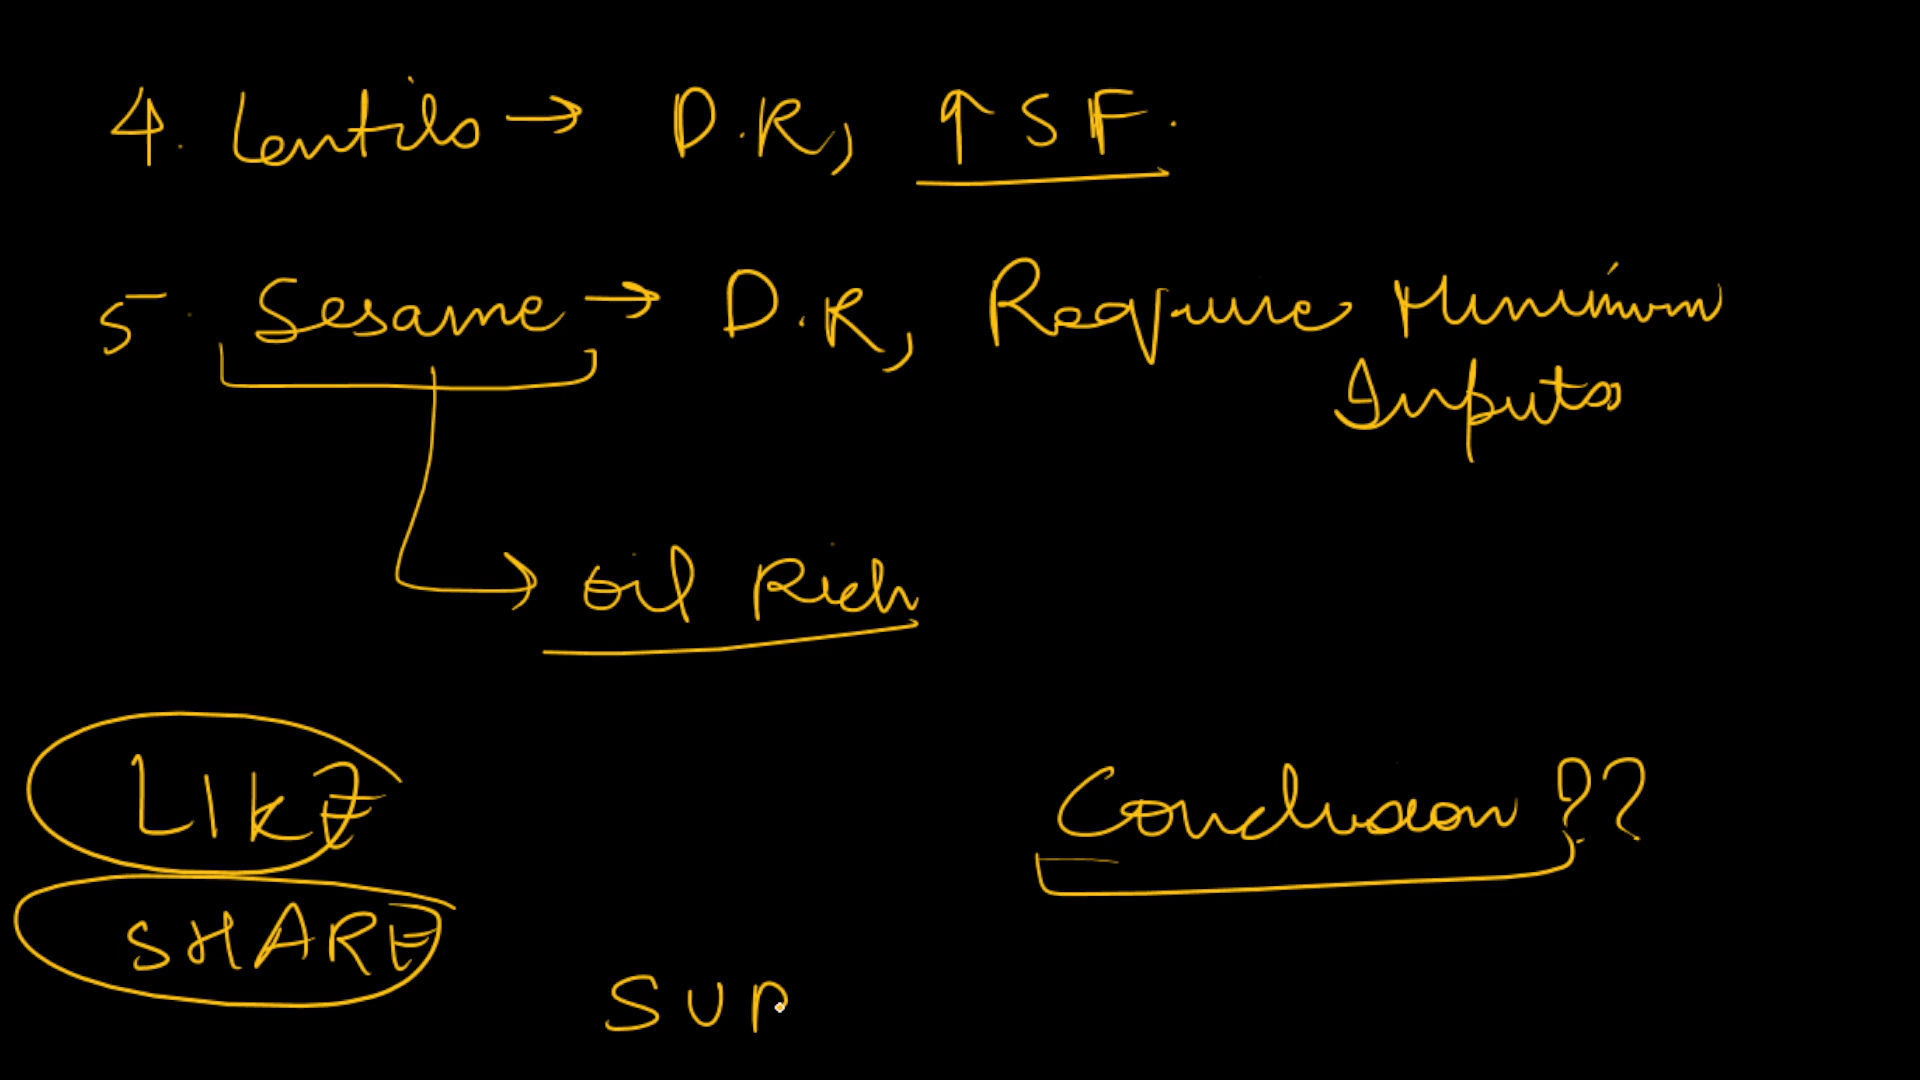 4. Lentils → D.R, ↑ SF.
5. Sesame → D.R, Require Minimum
Inputs
→ oil Rich
LIKE
Conclusion ??
SHARE
SUP